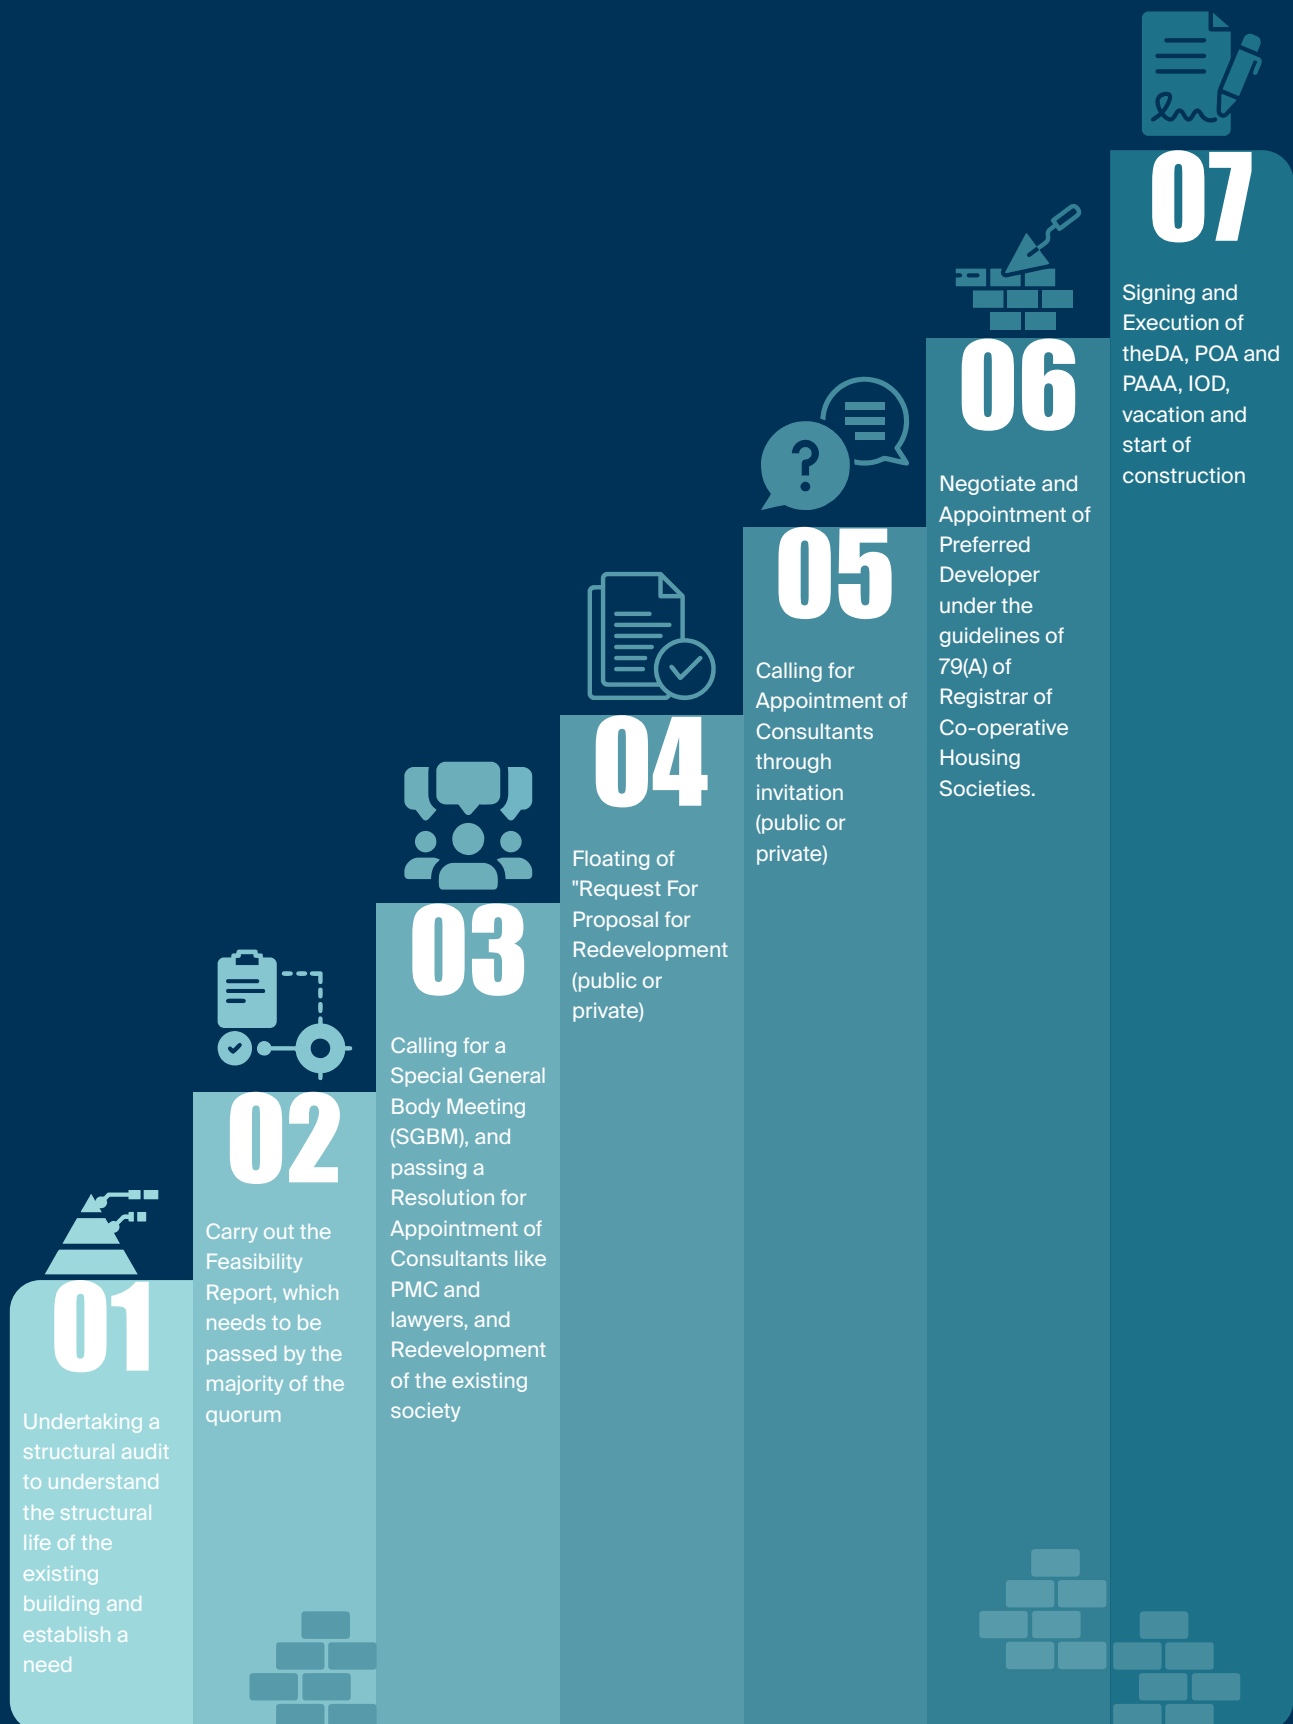 01
Undertaking a
structural audit
to understand
the structural
life of the
existing
building and
establish a
need
02
Carry out the
Feasibility
Report, which
needs to be
passed by the
majority of the
quorum
03
Calling for a
Special General
Body Meeting
(SGBM), and
passing a
Resolution for
Appointment of
Consultants like
PMC and
lawyers, and
Redevelopment
of the existing
society
04
Floating of
"Request For
Proposal for
Redevelopment
(public or
private)
05
Calling for
Appointment of
Consultants
through
invitation
(public or
private)
06
Negotiate and
Appointment of
Preferred
Developer
under the
guidelines of
79(A) of
Registrar of
Co-operative
Housing
Societies.
07
Signing and
Execution of
theDA, POA and
PAAA, IOD,
vacation and
start of
construction